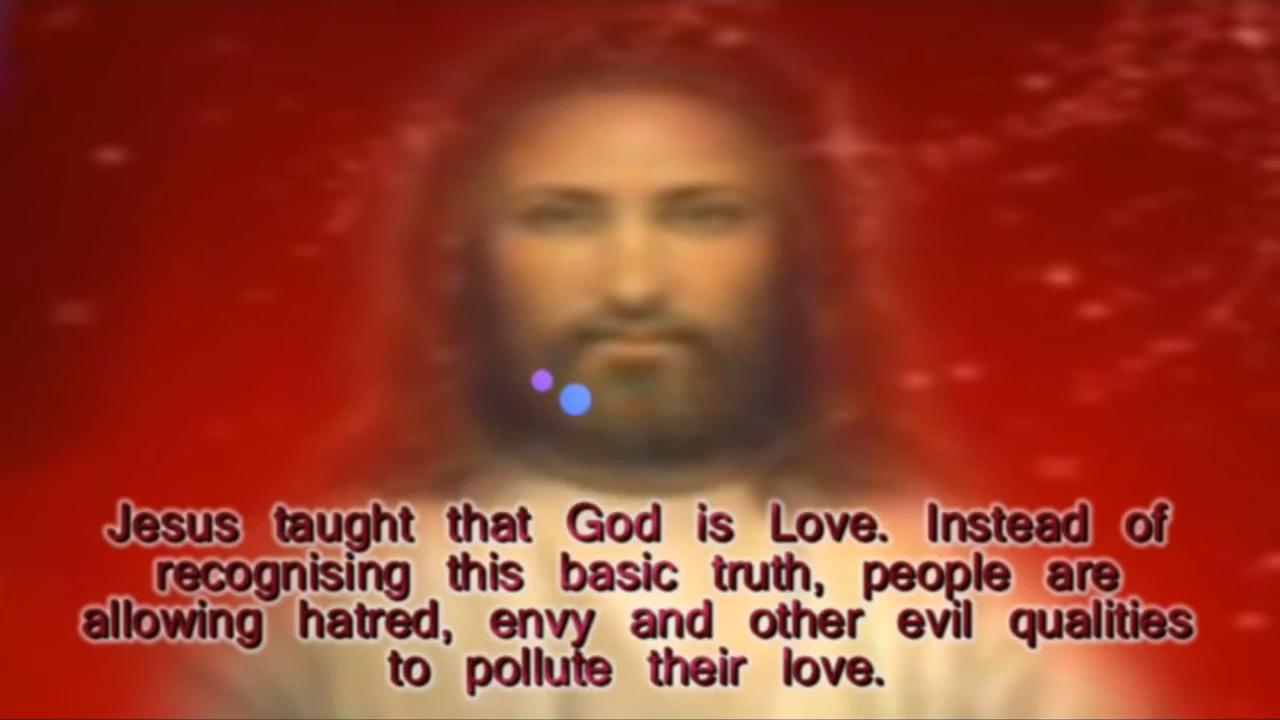 Jesus taught that God is Love. Instead of
recognising this basic truth, people are
allowing hatred, envy and other evil qualities
to pollute their love.